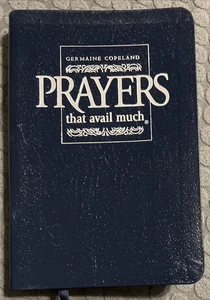 GERMAINE COPELAND
PRAYERS
that avail much®